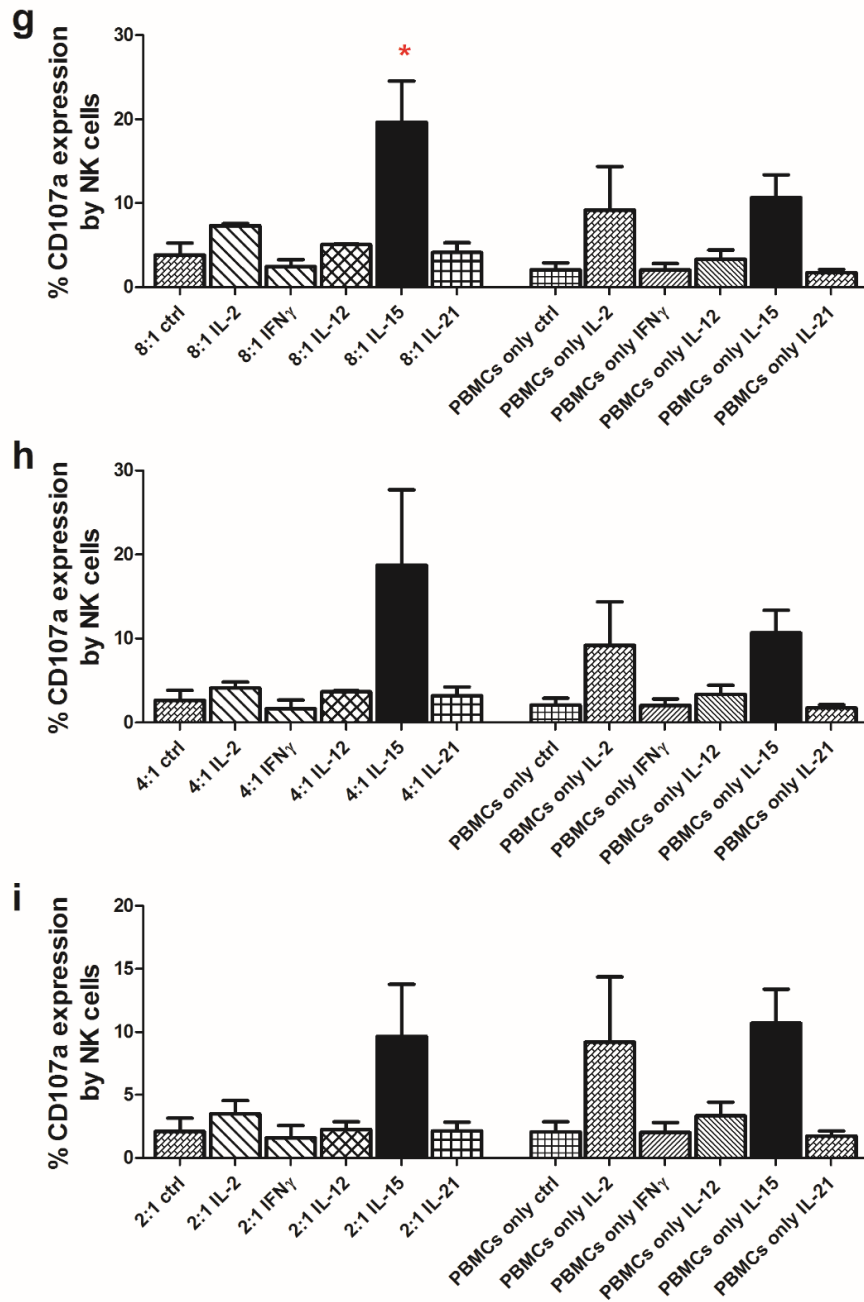 g
% CD107a expression
by NK cells
30
20
10
0
*
8:1 ctrl
8:1 IL-2
8:1 IFNγ
8:1 IL-12
8:1 IL-15
8:1 IL-21
PBMCs only ctrl
PBMCs only IL-2
PBMCs only IFNγ
PBMCs only IL-12
PBMCs only IL-15
PBMCs only IL-21
h
% CD107a expression
by NK cells
30
20
10
0
4:1 ctrl
4:1 IL-2
4:1 IFNγ
4:1 IL-12
4:1 IL-15
4:1 IL-21
PBMCs only ctrl
PBMCs only IL-2
PBMCs only IFNγ
PBMCs only IL-12
PBMCs only IL-15
PBMCs only IL-21
i
% CD107a expression
by NK cells
20
15
10
5
0
2:1 ctrl
2:1 IL-2
2:1 IFNγ
2:1 IL-12
2:1 IL-15
2:1 IL-21
PBMCs only ctrl
PBMCs only IL-2
PBMCs only IFNγ
PBMCs only IL-12
PBMCs only IL-15
PBMCs only IL-21